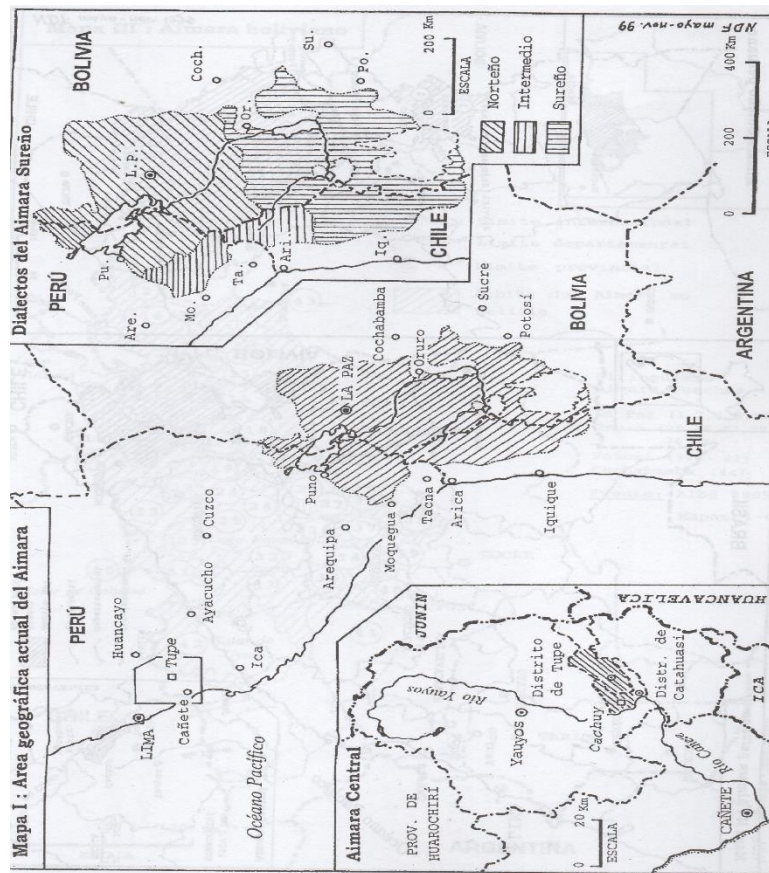 Mapa I : Area geográfica actual del Aimara
PERÚ
Huancayo
Tupe
LIMA
Cañete
Ayacucho
Cuzco
Ica
Océano Pacífico
Arequipa
Puno
LA PAZ
Moquegua
Tacna
Arica
Iquique
Cochabamba
Oruro
Sucre
Potosí
BOLIVIA
CHILE
ARGENTINA
Dialectos del Aimara Sureño
PERÚ
BOLIVIA
Pu.
L.P.
Are.
Mo.
Ta.
Ari.
Iq.
Coch.
Or.
Su.
Po.
CHILE
0 200 Km
ESCALA
Norteño
Intermedio
Sureño
0 200 400 Km
ESCALA
NDF mayo-nov. 99
Aimara Central
PROV. DE
HUAROCHIRÍ
JUNIN
Río Yauyos
Yauyos
Distrito
de Tupe
Cachuy
Distr. de
Catahuasi
HUANCAVELICA
ICA
Río Cañete
CAÑETE
0 20 Km
ESCALA